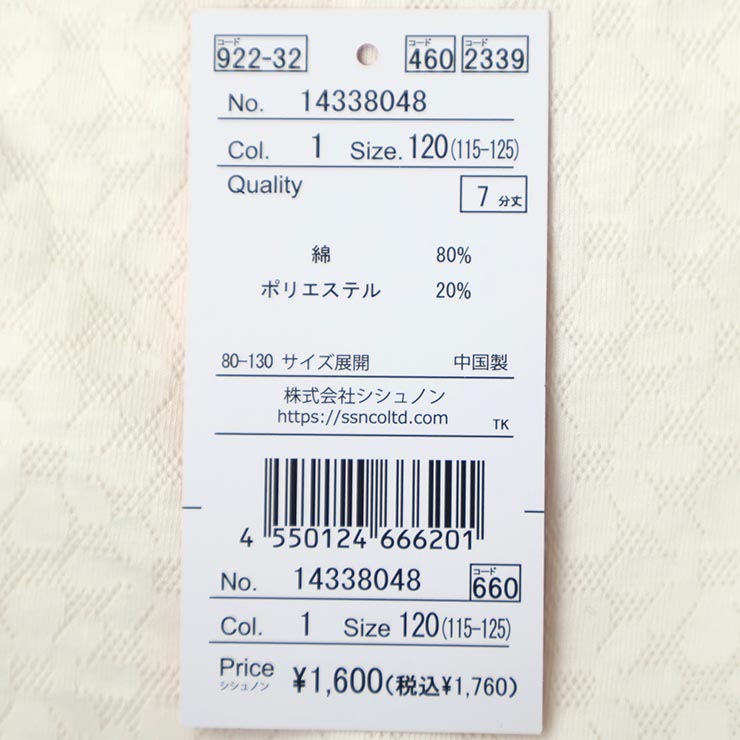 コード 922-32 コード 460 コード 2339
No. 14338048
Col. 1 Size. 120(115-125)
Quality 7分丈
綿 80%
ポリエステル 20%
80-130 サイズ展開 中国製
株式会社シシュノン
https://ssncoltd.com TK
4 550124 666201
No. 14338048 コード 660
Col. 1 Size 120(115-125)
Price シシュノン ¥1,600(税込¥1,760)